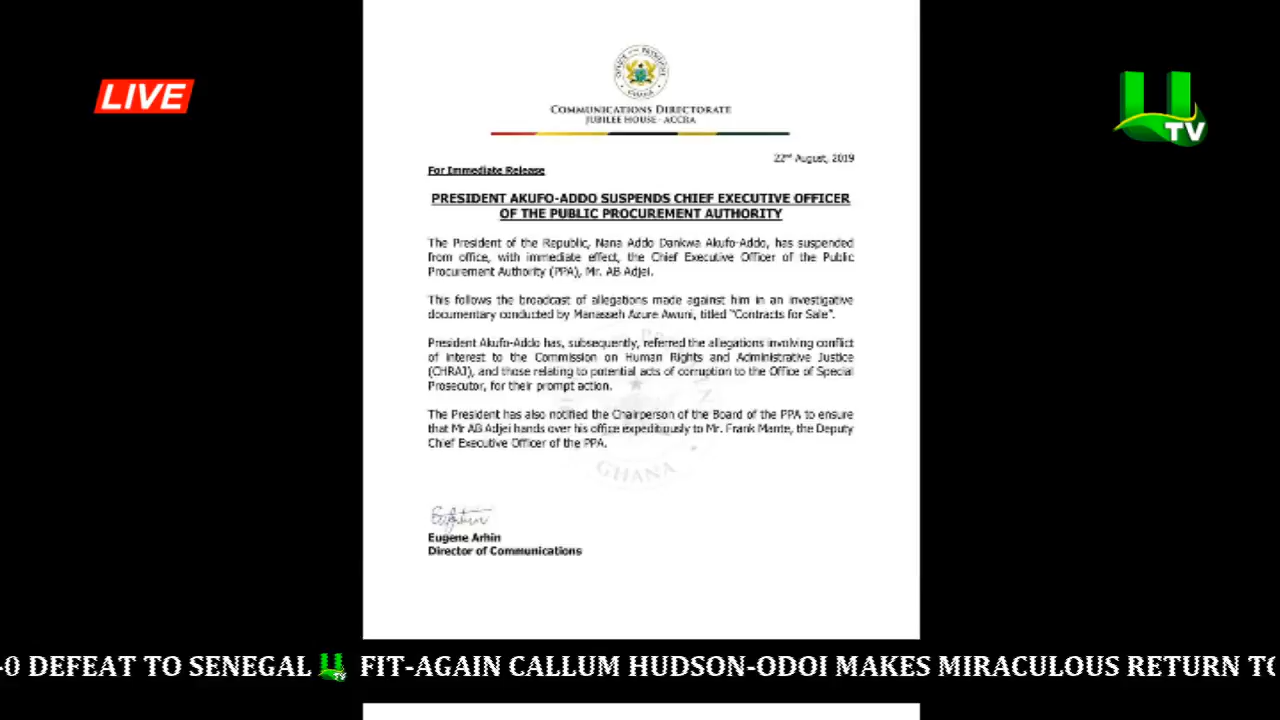 LIVE
U
TV
OFFICE OF THE PRESIDENT
GHANA
COMMUNICATIONS DIRECTORATE
JUBILEE HOUSE - ACCRA
22nd August, 2019
For Immediate Release
PRESIDENT AKUFO-ADDO SUSPENDS CHIEF EXECUTIVE OFFICER
OF THE PUBLIC PROCUREMENT AUTHORITY
The President of the Republic, Nana Addo Dankwa Akufo-Addo, has suspended
from office, with immediate effect, the Chief Executive Officer of the Public
Procurement Authority (PPA), Mr. AB Adjei.
This follows the broadcast of allegations made against him in an investigative
documentary conducted by Manasseh Azure Awuni, titled "Contracts for Sale".
President Akufo-Addo has, subsequently, referred the allegations involving conflict
of interest to the Commission on Human Rights and Administrative Justice
(CHRAJ), and those relating to potential acts of corruption to the Office of Special
Prosecutor, for their prompt action.
The President has also notified the Chairperson of the Board of the PPA to ensure
that Mr AB Adjei hands over his office expeditiously to Mr. Frank Mante, the Deputy
Chief Executive Officer of the PPA.
GHANA
Eugene Arhin
Director of Communications
-0 DEFEAT TO SENEGAL U TV FIT-AGAIN CALLUM HUDSON-ODOI MAKES MIRACULOUS RETURN TO